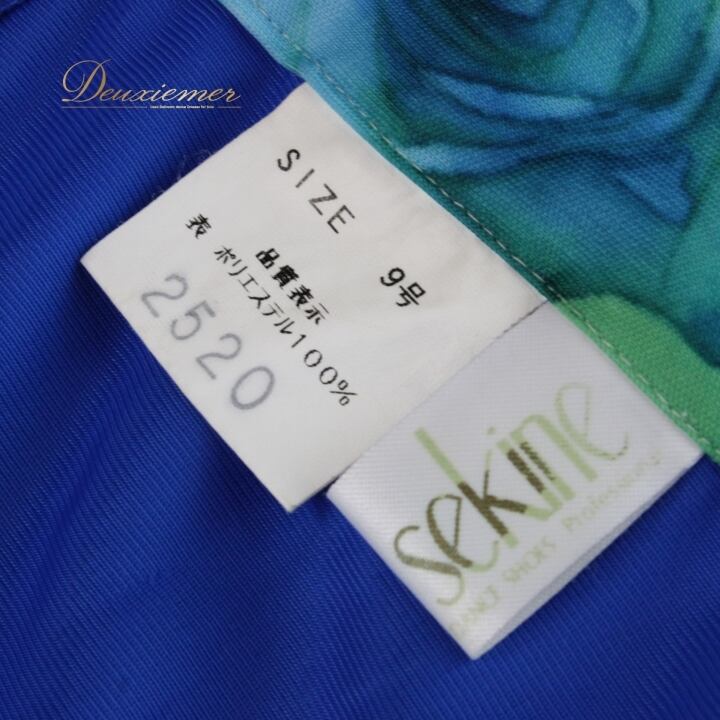 Deuxiemer
SIZE 9号
品質表示
表 ポリエステル100%
2520
sekine
DANCE SHOES Professional